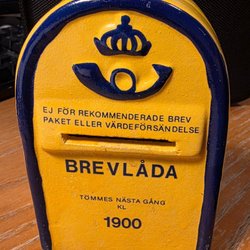 EJ FÖR REKOMMENDERADE BREV
PAKET ELLER VÄRDEFÖRSÄNDELSE
BREVLÅDA
TÖMMES NÄSTA GÅNG
KL
1900